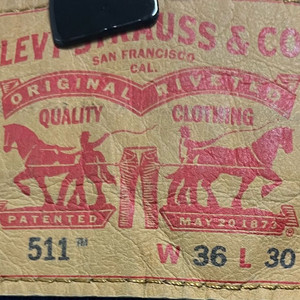 LEVI STRAUSS & CO
SAN FRANCISCO
CAL.
ORIGINAL RIVETED
QUALITY CLOTHING
PATENTED MAY 20 1873
511™ W 36 L 30